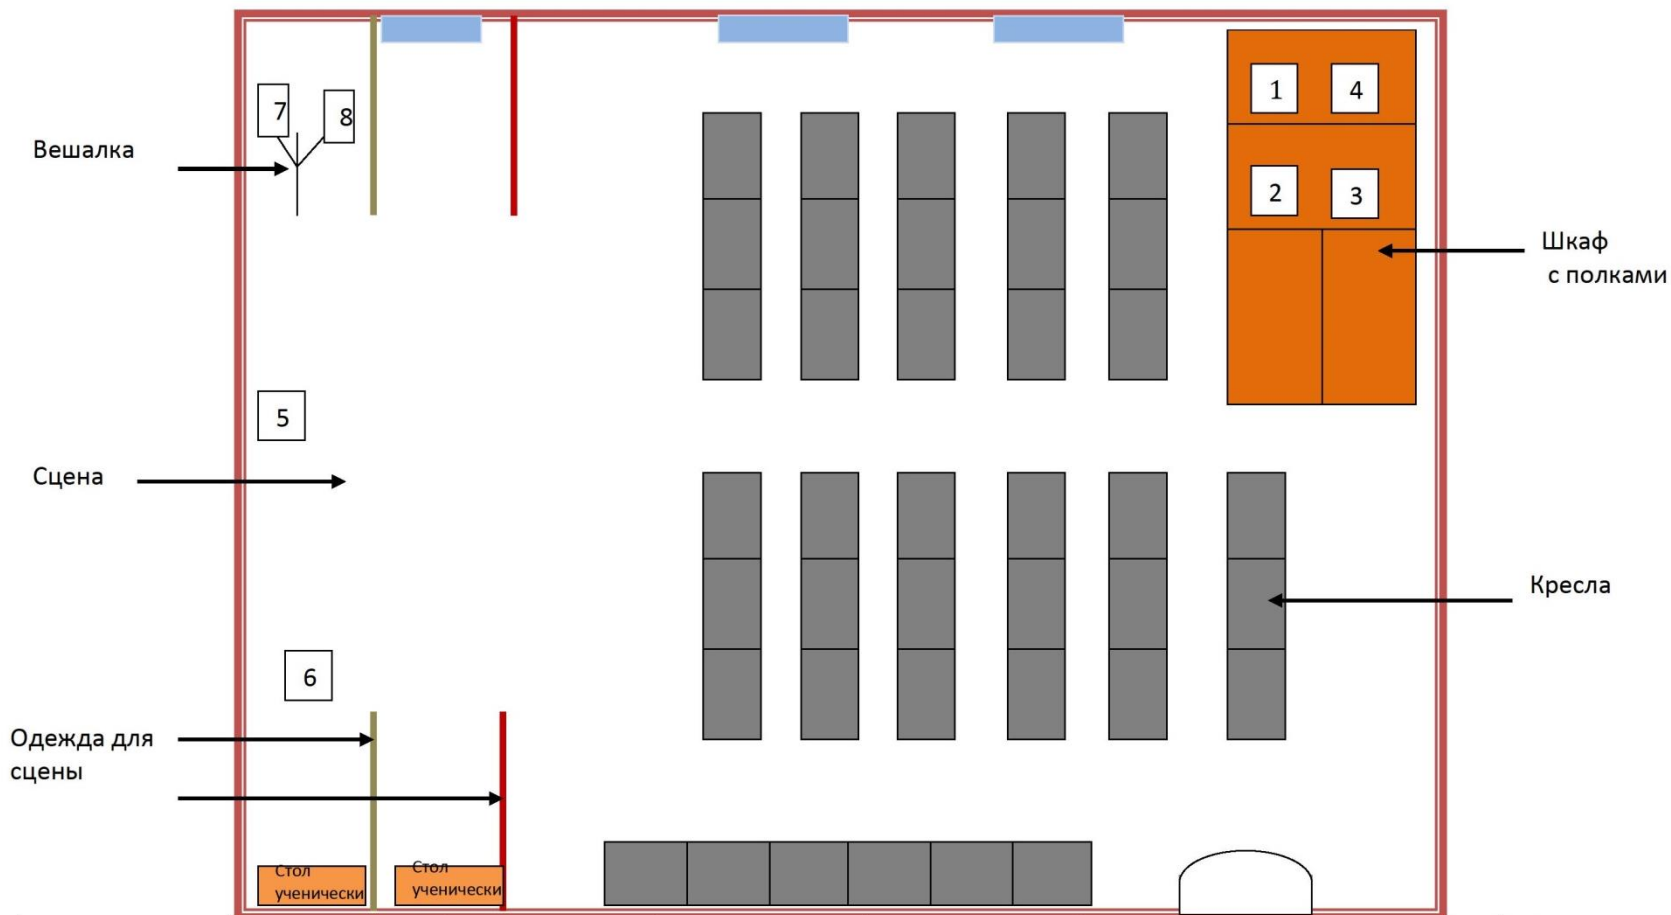 7
8
1
4
Вешалка
2
3
Шкаф
с полками
5
Сцена
Кресла
6
Одежда для
сцены
Стол
ученически
Стол
ученически